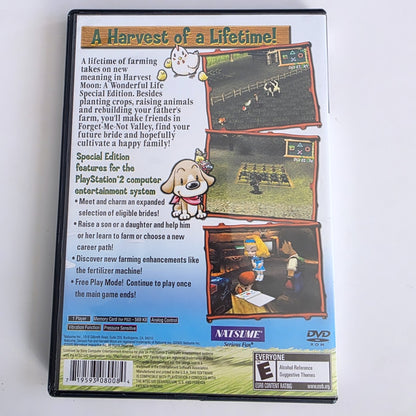 A Harvest of a Lifetime!
A lifetime of farming
takes on new
meaning in Harvest
Moon: A Wonderful Life
Special Edition. Besides
planting crops, raising animals
and rebuilding your father's
farm, you'll make friends in
Forget-Me-Not Valley, find your
future bride and hopefully
cultivate a happy family!
Special Edition
features for the
PlayStation®2 computer
entertainment system
• Meet and charm an expanded
selection of eligible brides!
• Raise a son or a daughter and help him
or her learn to farm or choose a new
career path!
• Discover new farming enhancements like
the fertilizer machine!
• Free Play Mode! Continue to play once
the main game ends!
1 Player
Memory Card (for PS2)
Analog Control
Vibration Function
Pressure Sensitive
NATSUME®
Serious Fun®
DVD
ROM
EVERYONE
E
Alcohol Reference
Suggestive Themes
ESRB CONTENT RATING
www.esrb.org
7 19593 08008 4